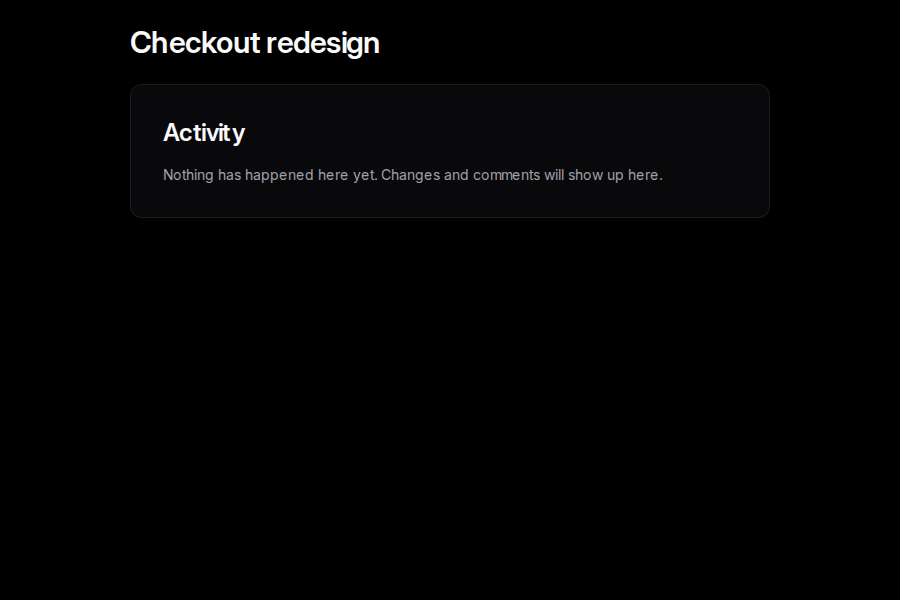 Checkout redesign
Activity
Nothing has happened here yet. Changes and comments will show up here.